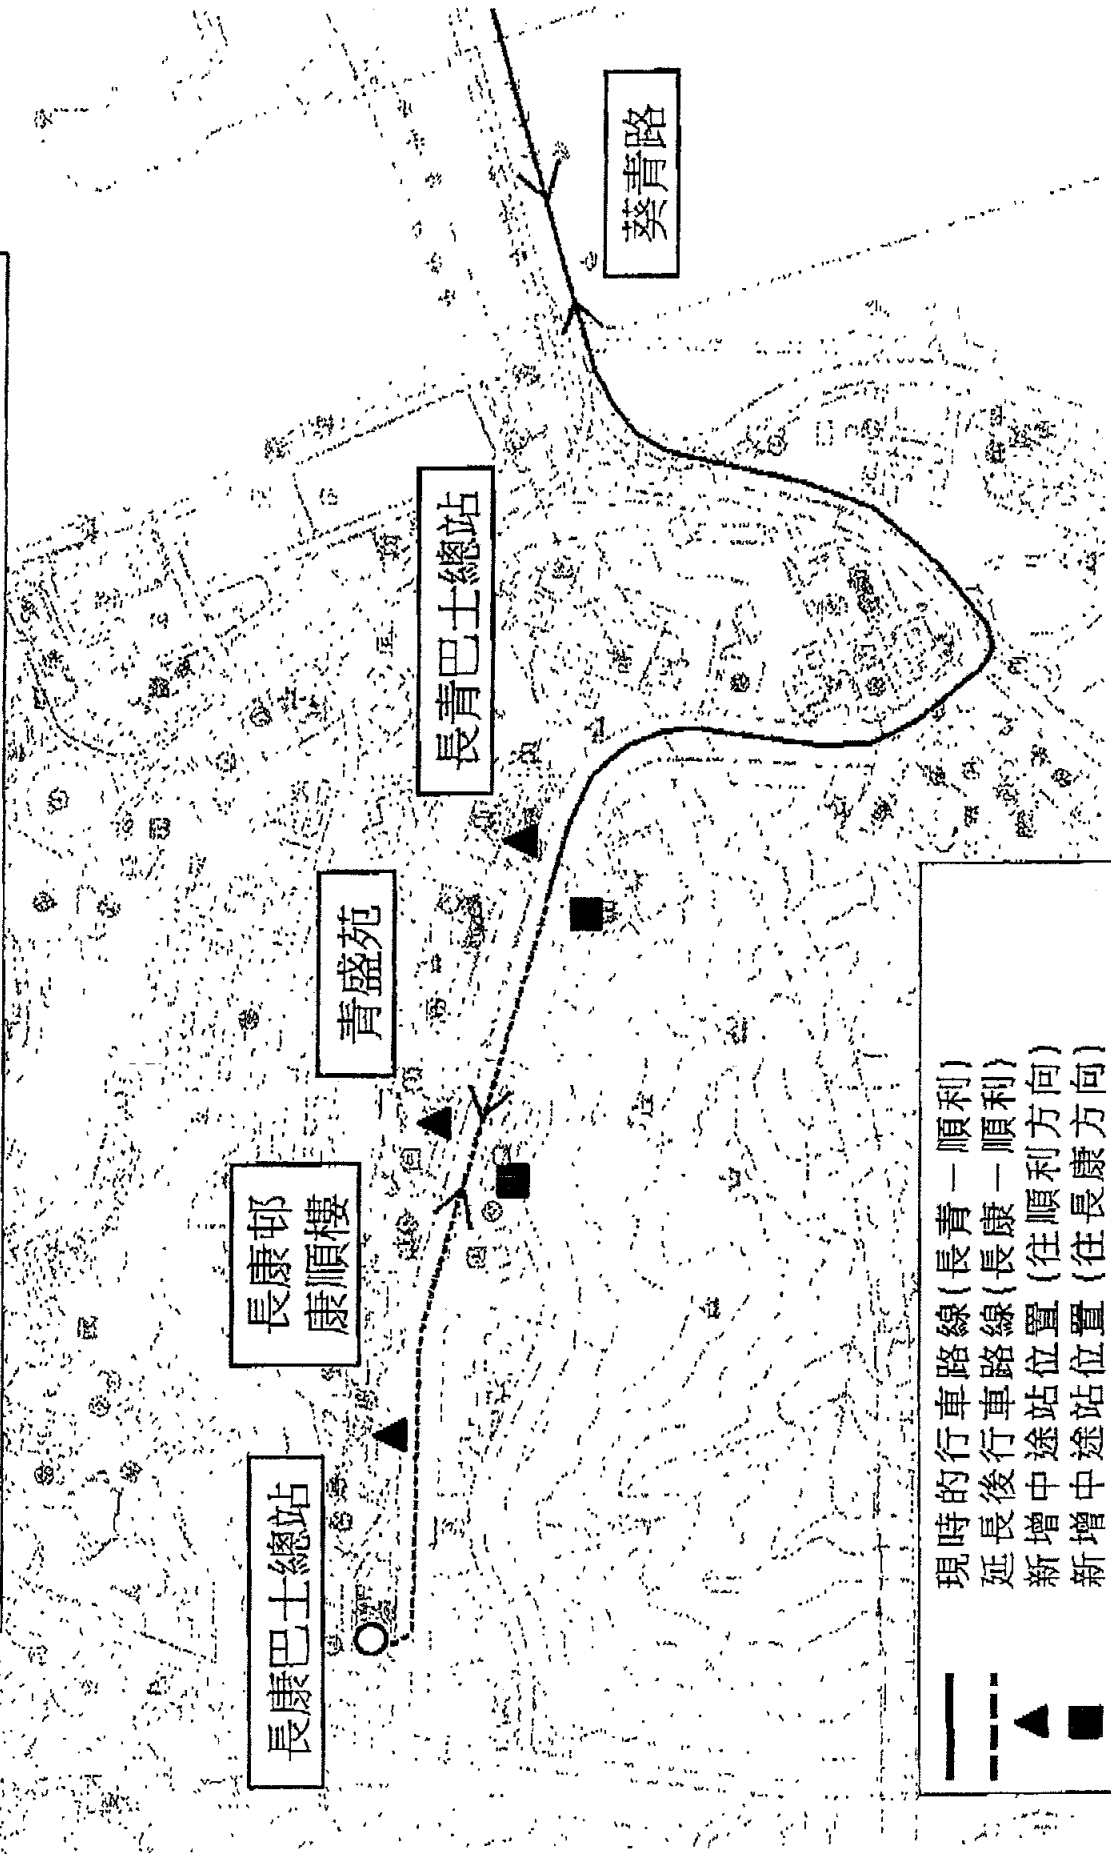 葵青路
長青巴士總站
青盛苑
長康邨
康順樓
長康巴士總站
現時的行車路線(長青－順利)
延長後行車路線(長康－順利)
新增中途站位置(往順利方向)
新增中途站位置(往長康方向)